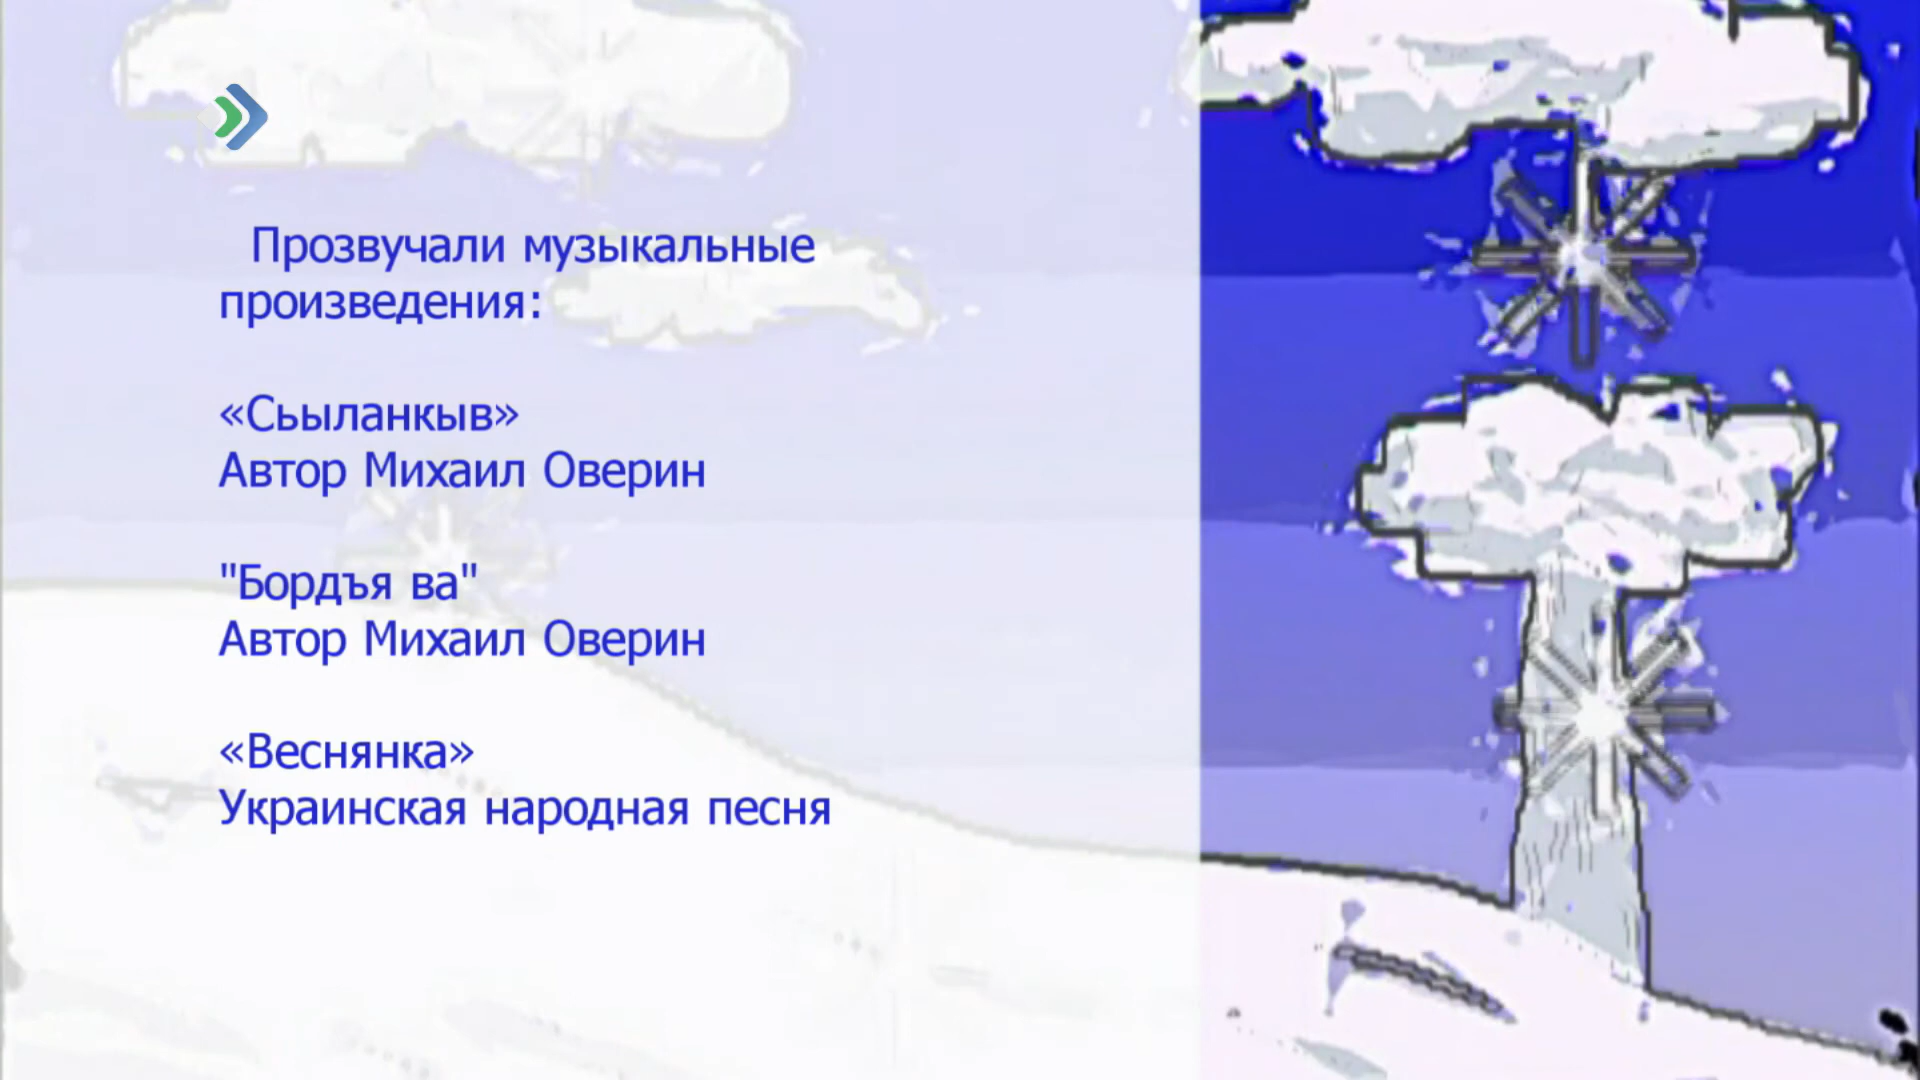 Прозвучали музыкальные
произведения:
«Сьыланкыв»
Автор Михаил Оверин
"Бордъя ва"
Автор Михаил Оверин
«Веснянка»
Украинская народная песня